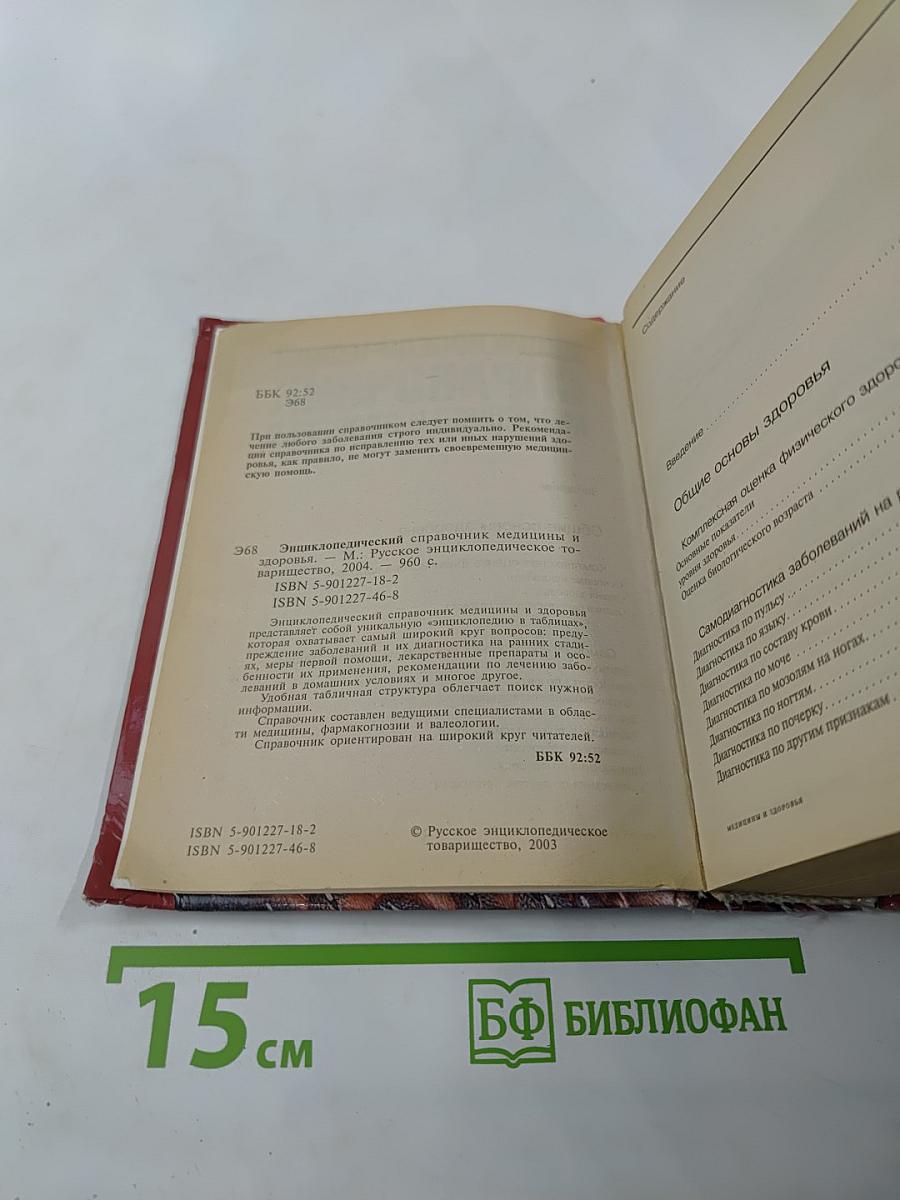 ББК 92:52
Э68
При пользовании справочником следует помнить о том, что ле-
чение любого заболевания строго индивидуально. Рекоменда-
ции справочника по исправлению тех или иных нарушений здо-
ровья, как правило, не могут заменить своевременную медицин-
скую помощь.
Э68 Энциклопедический справочник медицины и
здоровья. — М.: Русское энциклопедическое то-
варищество, 2004. — 960 с.
ISBN 5-901227-18-2
ISBN 5-901227-46-8
Энциклопедический справочник медицины и здоровья
представляет собой уникальную «энциклопедию в таблицах»,
которая охватывает самый широкий круг вопросов: преду-
преждение заболеваний и их диагностика на ранних стади-
ях, меры первой помощи, лекарственные препараты и осо-
бенности их применения, рекомендации по лечению забо-
леваний в домашних условиях и многое другое.
Удобная табличная структура облегчает поиск нужной
информации.
Справочник составлен ведущими специалистами в облас-
ти медицины, фармакогнозии и валеологии.
Справочник ориентирован на широкий круг читателей.
ББК 92:52
ISBN 5-901227-18-2
ISBN 5-901227-46-8
© Русское энциклопедическое
товарищество, 2003
Содержание
Введение
Общие основы здоровья
Комплексная оценка физического здоро
Основные показатели
уровня здоровья
Оценка биологического возраста
Самодиагностика заболеваний на
Диагностика по пульсу
Диагностика по языку
Диагностика по составу крови
Диагностика по моче
Диагностика по мозолям на ногах
Диагностика по ногтям
Диагностика по почерку
Диагностика по другим признакам
МЕДИЦИНЫ И ЗДОРОВЬЯ
15 см
БФ БИБЛИОФАН